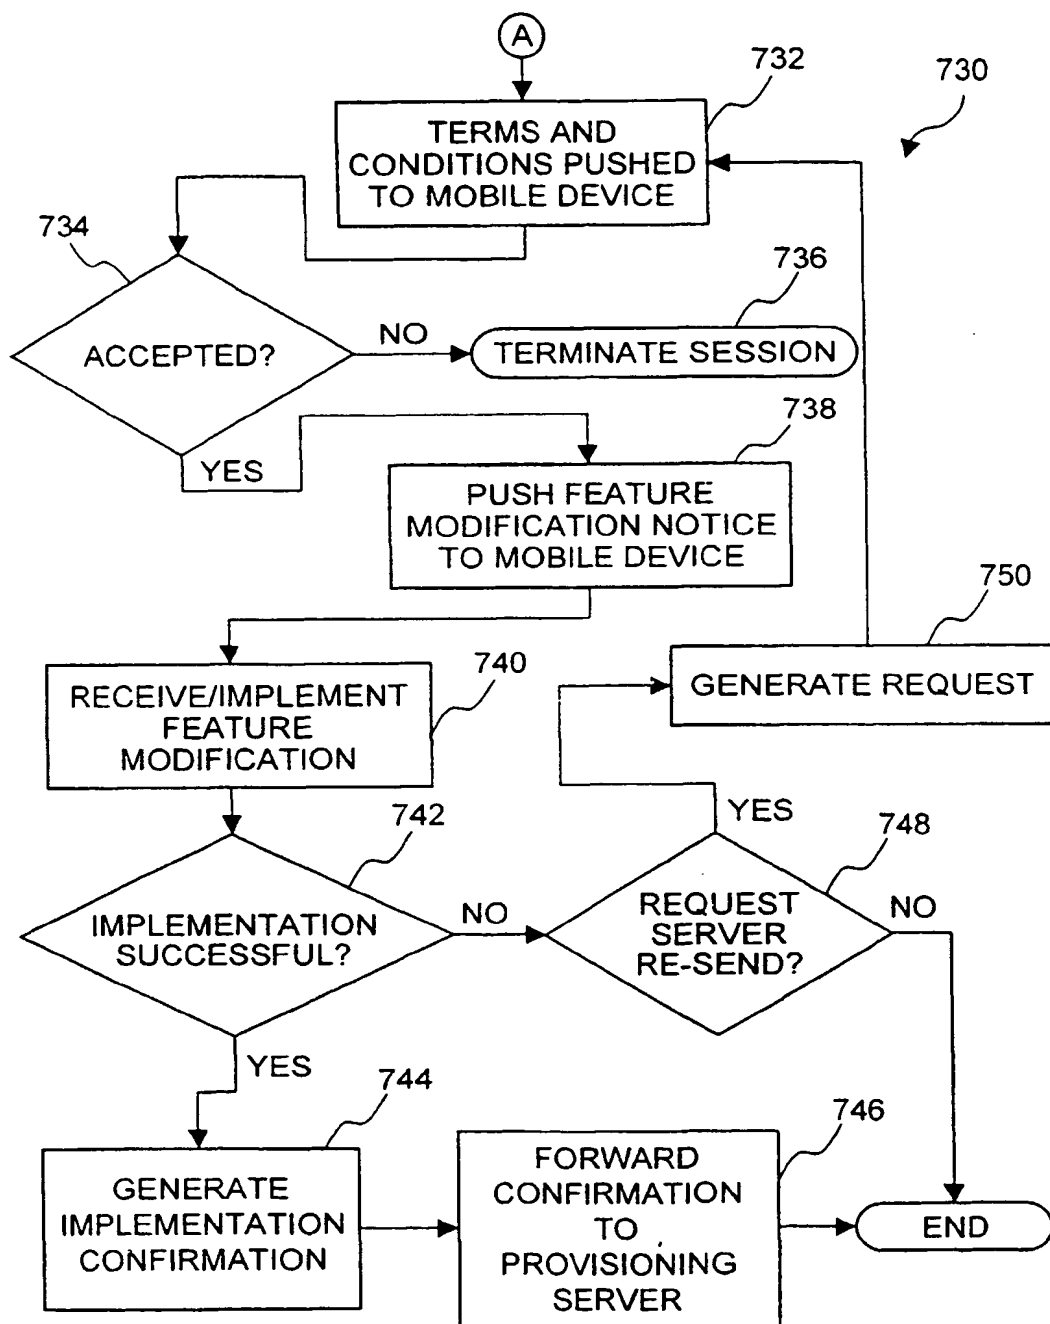 A
732
730
TERMS AND
CONDITIONS PUSHED
TO MOBILE DEVICE
734
736
ACCEPTED?
NO
TERMINATE SESSION
738
YES
PUSH FEATURE
MODIFICATION NOTICE
TO MOBILE DEVICE
750
740
RECEIVE/IMPLEMENT
FEATURE
MODIFICATION
GENERATE REQUEST
742
YES
748
IMPLEMENTATION
SUCCESSFUL?
NO
REQUEST
SERVER
RE-SEND?
NO
YES
744
746
GENERATE
IMPLEMENTATION
CONFIRMATION
FORWARD
CONFIRMATION
TO
PROVISIONING
SERVER
END